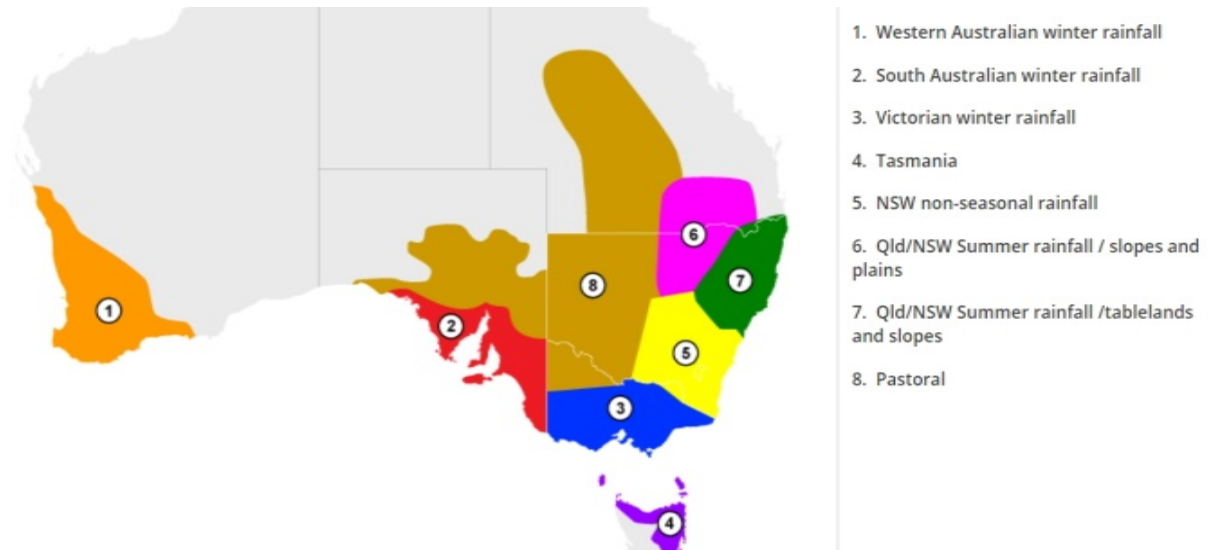 1. Western Australian winter rainfall
2. South Australian winter rainfall
3. Victorian winter rainfall
4. Tasmania
5. NSW non-seasonal rainfall
6. Qld/NSW Summer rainfall / slopes and
plains
7. Qld/NSW Summer rainfall /tablelands
and slopes
8. Pastoral
6
7
8
1
2
5
3
4